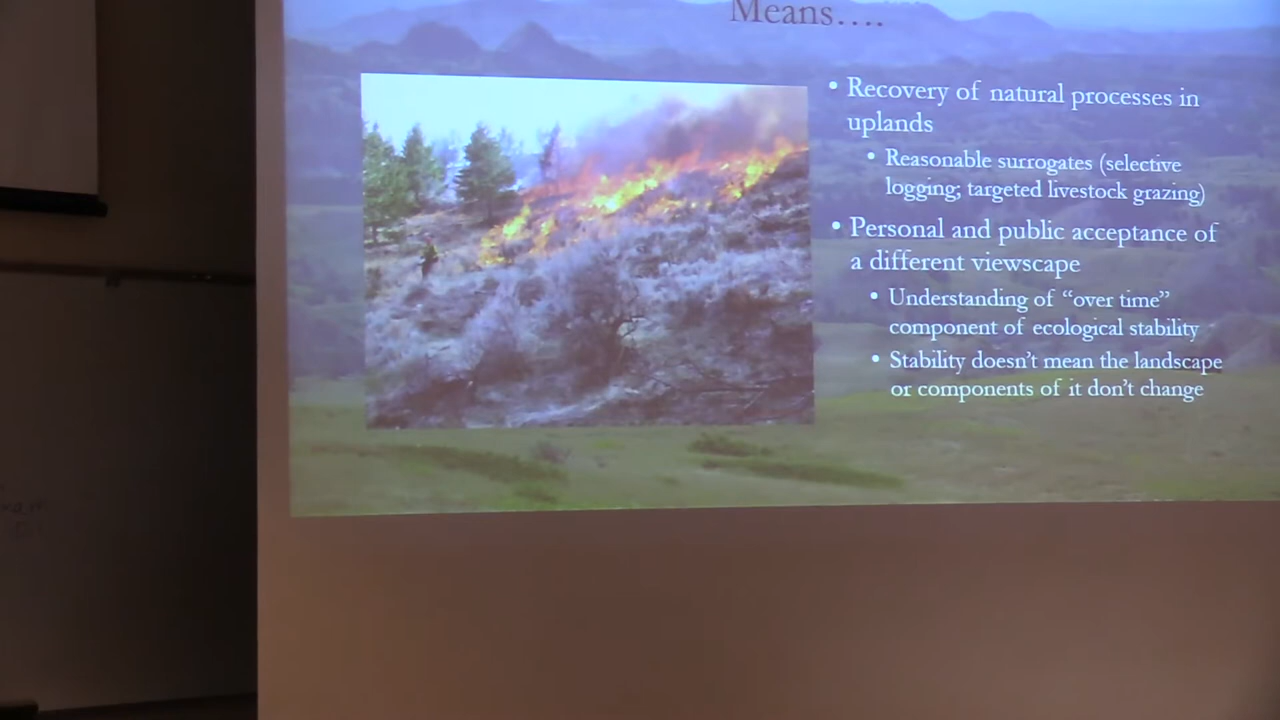 Means….
• Recovery of natural processes in
uplands
• Reasonable surrogates (selective
logging; targeted livestock grazing)
• Personal and public acceptance of
a different viewscape
• Understanding of “over time”
component of ecological stability
• Stability doesn’t mean the landscape
or components of it don’t change